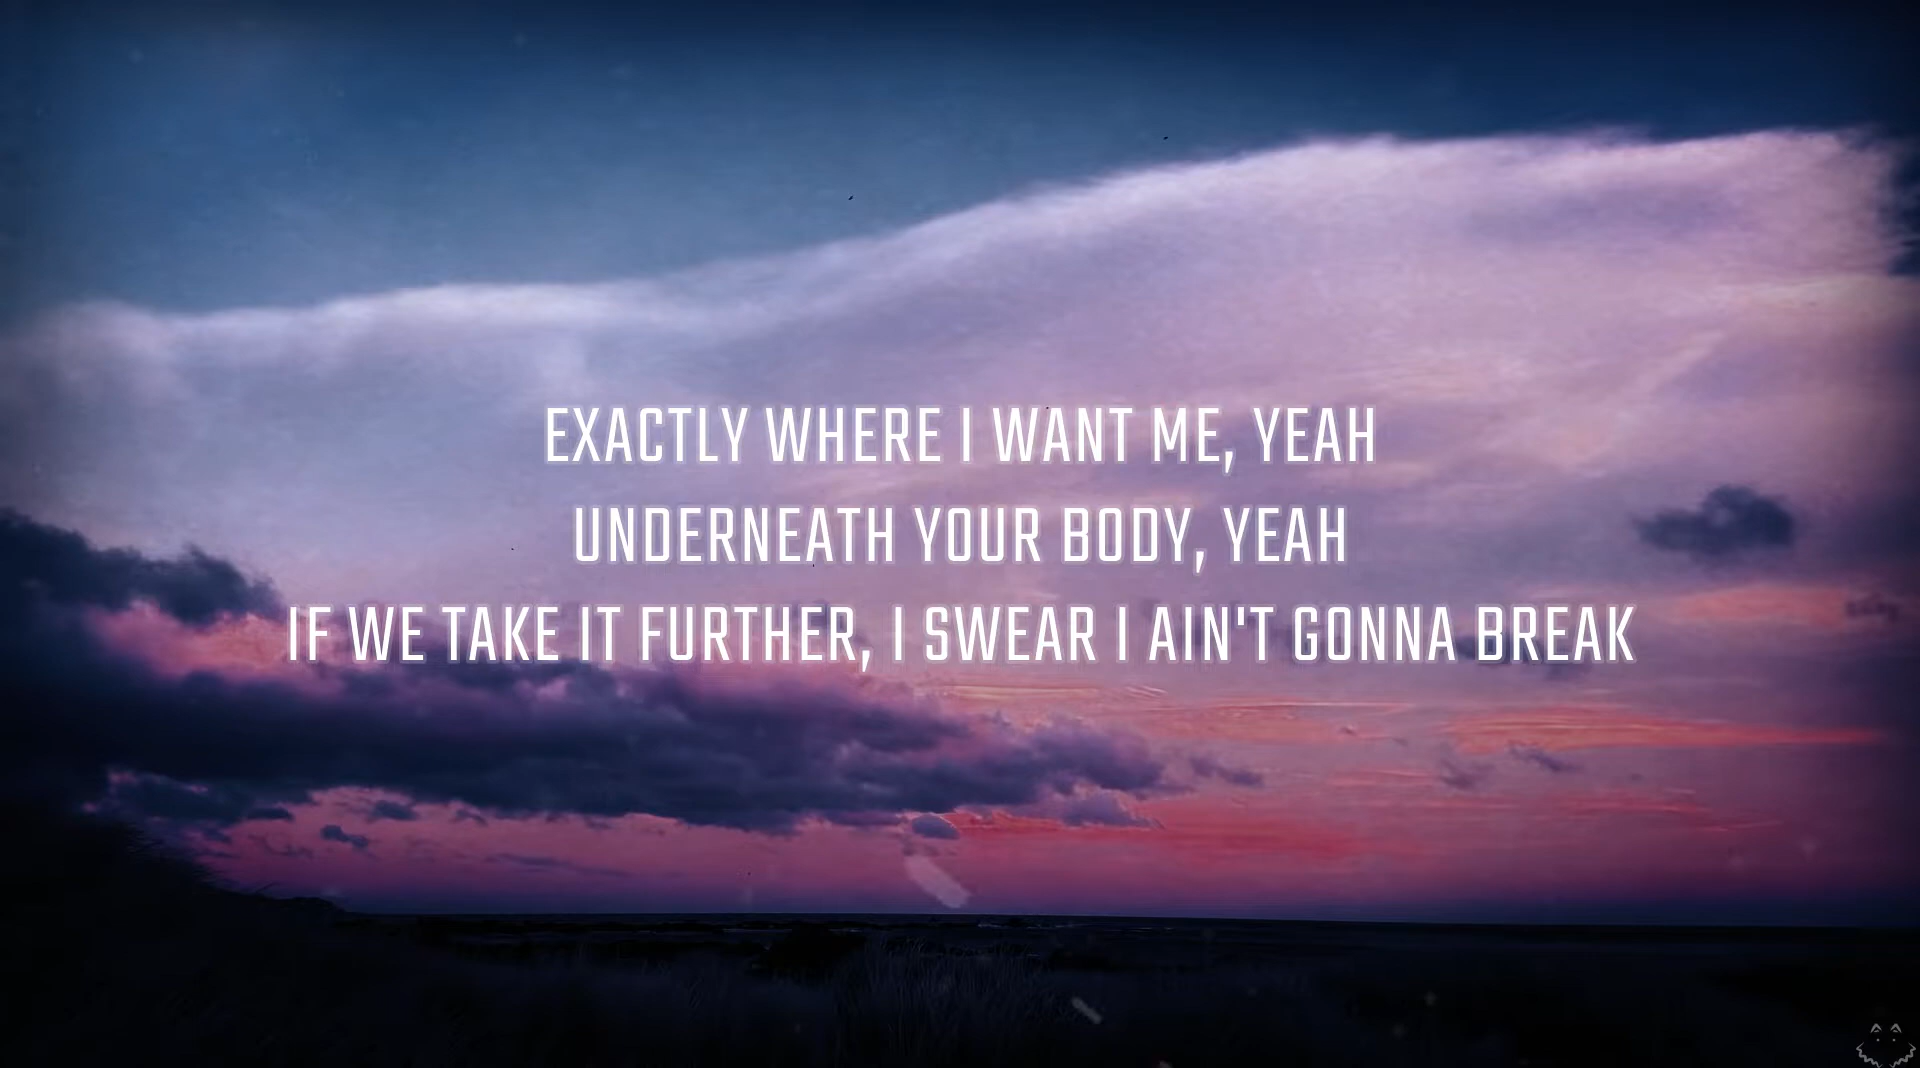 EXACTLY WHERE I WANT ME, YEAH
UNDERNEATH YOUR BODY, YEAH
IF WE TAKE IT FURTHER, I SWEAR I AIN'T GONNA BREAK